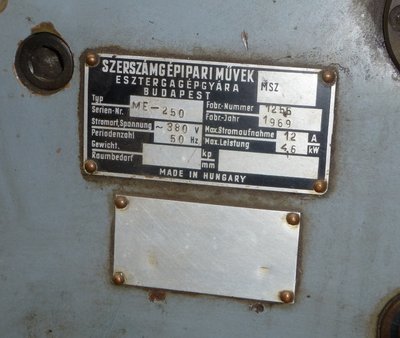 SZERSZÁMGÉPIPARI MŰVEK
ESZTERGAGÉPGYÁRA
BUDAPEST
MSZ
Typ ME-250 Fabr.-Nummer
Serien-Nr. Fabr.-Jahr 1969
Stromart, Spannung ~ 380 V Max. Stromaufnahme 12 A
Periodenzahl 50 Hz Max. Leistung 4,6 kW
Gewicht. kp
Raumbedarf mm
MADE IN HUNGARY